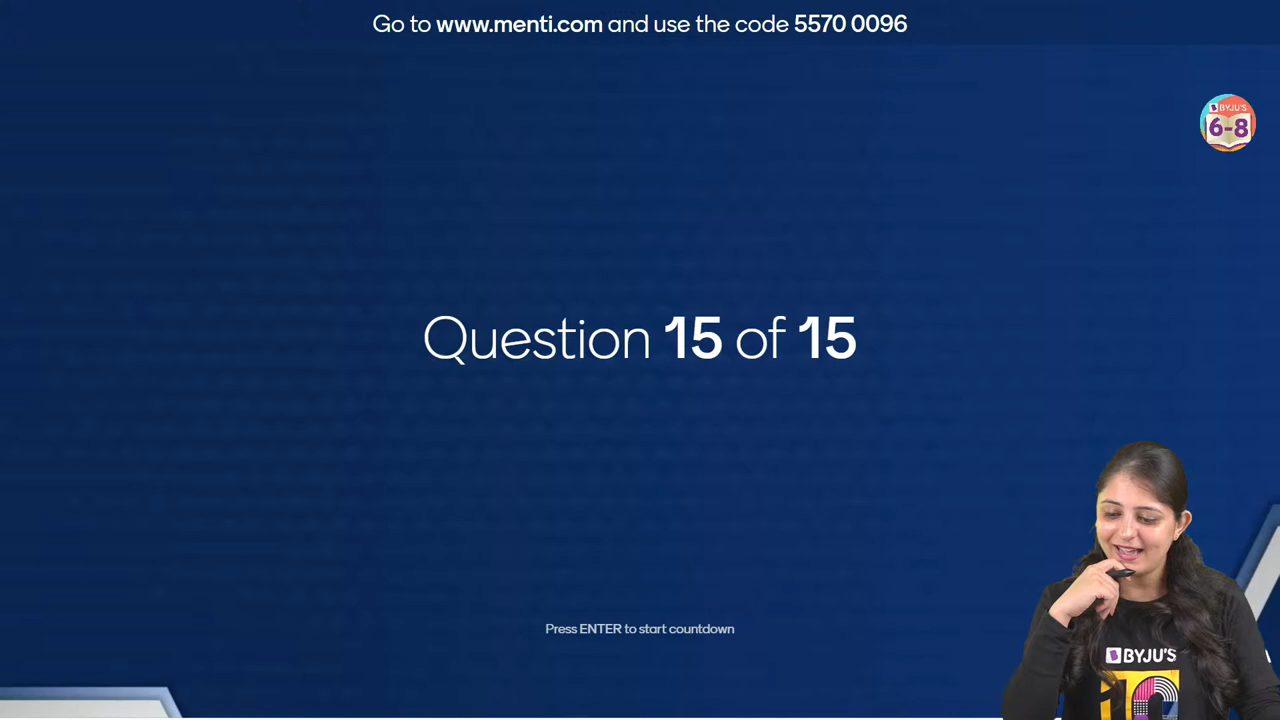 Go to www.menti.com and use the code 5570 0096
BYJU'S
6-8
Question 15 of 15
Press ENTER to start countdown
BYJU'S